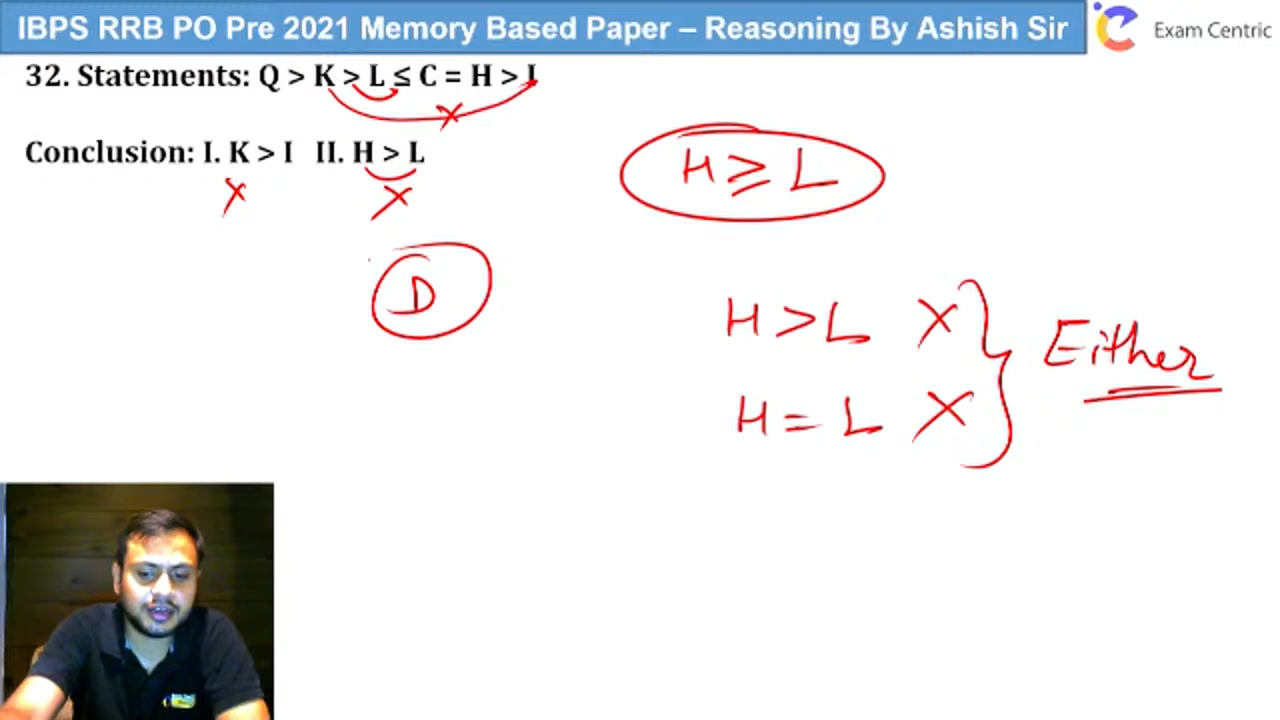 IBPS RRB PO Pre 2021 Memory Based Paper – Reasoning By Ashish Sir
Exam Centric
32. Statements: Q > K > L ≤ C = H > I
Conclusion: I. K > I II. H > L
X X
H ≥ L
D
H > L X
H = L X
Either